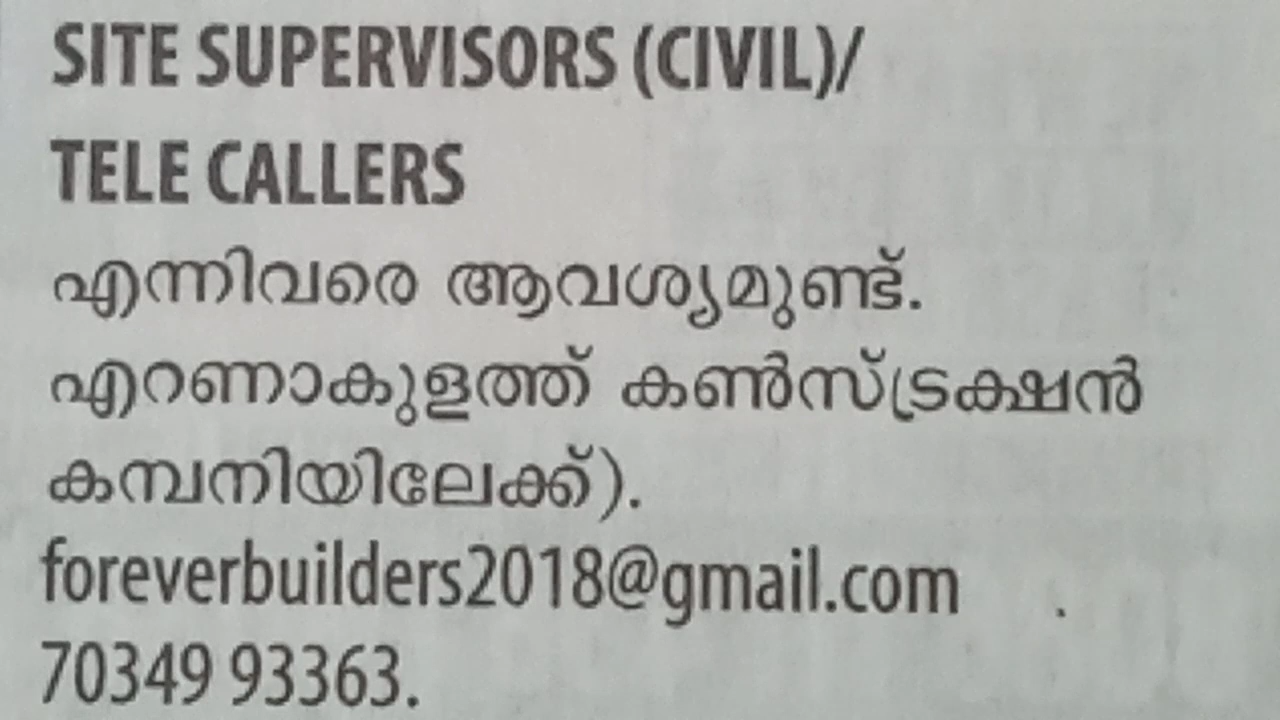 SITE SUPERVISORS (CIVIL)/
TELE CALLERS
എന്നിവരെ ആവശ്യമുണ്ട്.
എറണാകുളത്ത് കൺസ്ട്രക്ഷൻ
കമ്പനിയിലേക്ക്).
foreverbuilders2018@gmail.com
70349 93363.